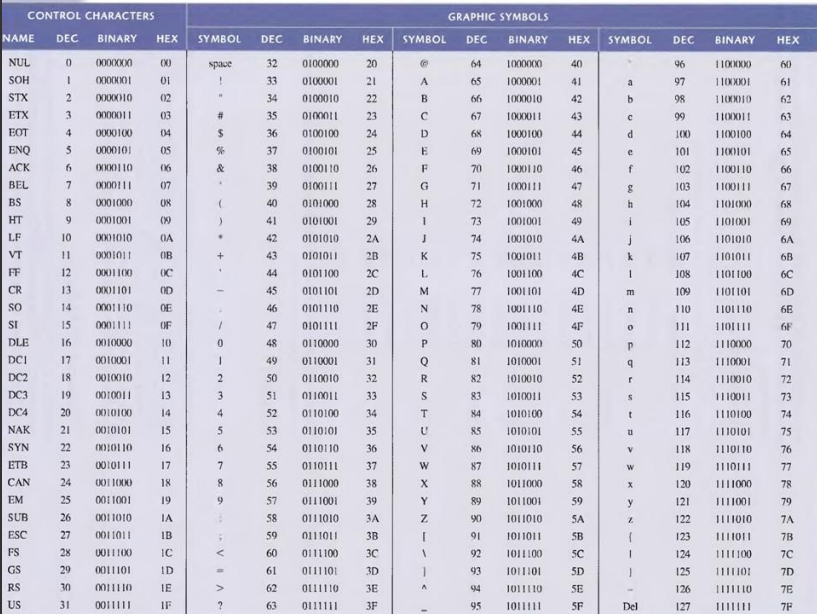 CONTROL CHARACTERS GRAPHIC SYMBOLS
NAME DEC BINARY HEX SYMBOL DEC BINARY HEX SYMBOL DEC BINARY HEX SYMBOL DEC BINARY HEX
NUL 0 0000000 00 space 32 0100000 20 @ 64 1000000 40 ` 96 1100000 60
SOH 1 0000001 01 ! 33 0100001 21 A 65 1000001 41 a 97 1100001 61
STX 2 0000010 02 " 34 0100010 22 B 66 1000010 42 b 98 1100010 62
ETX 3 0000011 03 # 35 0100011 23 C 67 1000011 43 c 99 1100011 63
EOT 4 0000100 04 $ 36 0100100 24 D 68 1000100 44 d 100 1100100 64
ENQ 5 0000101 05 % 37 0100101 25 E 69 1000101 45 e 101 1100101 65
ACK 6 0000110 06 & 38 0100110 26 F 70 1000110 46 f 102 1100110 66
BEL 7 0000111 07 ' 39 0100111 27 G 71 1000111 47 g 103 1100111 67
BS 8 0001000 08 ( 40 0101000 28 H 72 1001000 48 h 104 1101000 68
HT 9 0001001 09 ) 41 0101001 29 I 73 1001001 49 i 105 1101001 69
LF 10 0001010 0A * 42 0101010 2A J 74 1001010 4A j 106 1101010 6A
VT 11 0001011 0B + 43 0101011 2B K 75 1001011 4B k 107 1101011 6B
FF 12 0001100 0C ' 44 0101100 2C L 76 1001100 4C l 108 1101100 6C
CR 13 0001101 0D – 45 0101101 2D M 77 1001101 4D m 109 1101101 6D
SO 14 0001110 0E . 46 0101110 2E N 78 1001110 4E n 110 1101110 6E
SI 15 0001111 0F / 47 0101111 2F O 79 1001111 4F o 111 1101111 6F
DLE 16 0010000 10 0 48 0110000 30 P 80 1010000 50 p 112 1110000 70
DC1 17 0010001 11 1 49 0110001 31 Q 81 1010001 51 q 113 1110001 71
DC2 18 0010010 12 2 50 0110010 32 R 82 1010010 52 r 114 1110010 72
DC3 19 0010011 13 3 51 0110011 33 S 83 1010011 53 s 115 1110011 73
DC4 20 0010100 14 4 52 0110100 34 T 84 1010100 54 t 116 1110100 74
NAK 21 0010101 15 5 53 0110101 35 U 85 1010101 55 u 117 1110101 75
SYN 22 0010110 16 6 54 0110110 36 V 86 1010110 56 v 118 1110110 76
ETB 23 0010111 17 7 55 0110111 37 W 87 1010111 57 w 119 1110111 77
CAN 24 0011000 18 8 56 0111000 38 X 88 1011000 58 x 120 1111000 78
EM 25 0011001 19 9 57 0111001 39 Y 89 1011001 59 y 121 1111001 79
SUB 26 0011010 1A : 58 0111010 3A Z 90 1011010 5A z 122 1111010 7A
ESC 27 0011011 1B ; 59 0111011 3B [ 91 1011011 5B { 123 1111011 7B
FS 28 0011100 1C < 60 0111100 3C \ 92 1011100 5C | 124 1111100 7C
GS 29 0011101 1D = 61 0111101 3D ] 93 1011101 5D } 125 1111101 7D
RS 30 0011110 1E > 62 0111110 3E ^ 94 1011110 5E ~ 126 1111110 7E
US 31 0011111 1F ? 63 0111111 3F _ 95 1011111 5F Del 127 1111111 7F